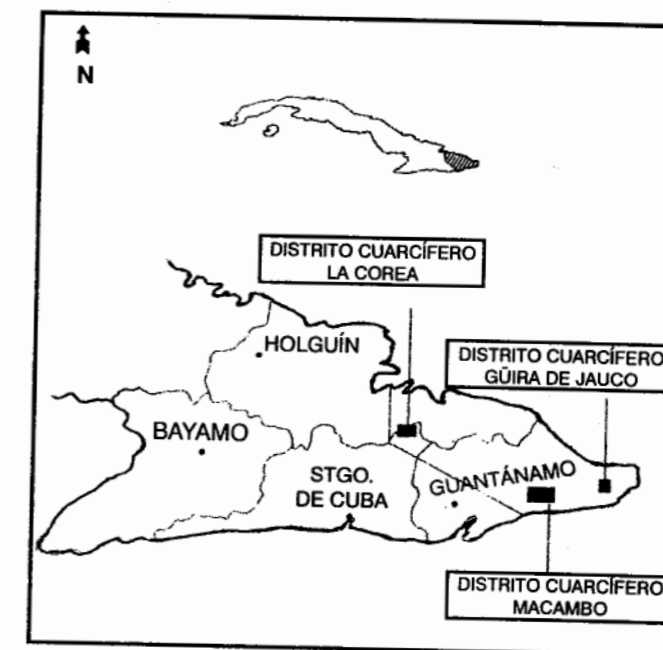 N
DISTRITO CUARCÍFERO
LA COREA
HOLGUÍN
DISTRITO CUARCÍFERO
GÜIRA DE JAUCO
BAYAMO
STGO.
DE CUBA
GUANTÁNAMO
DISTRITO CUARCÍFERO
MACAMBO